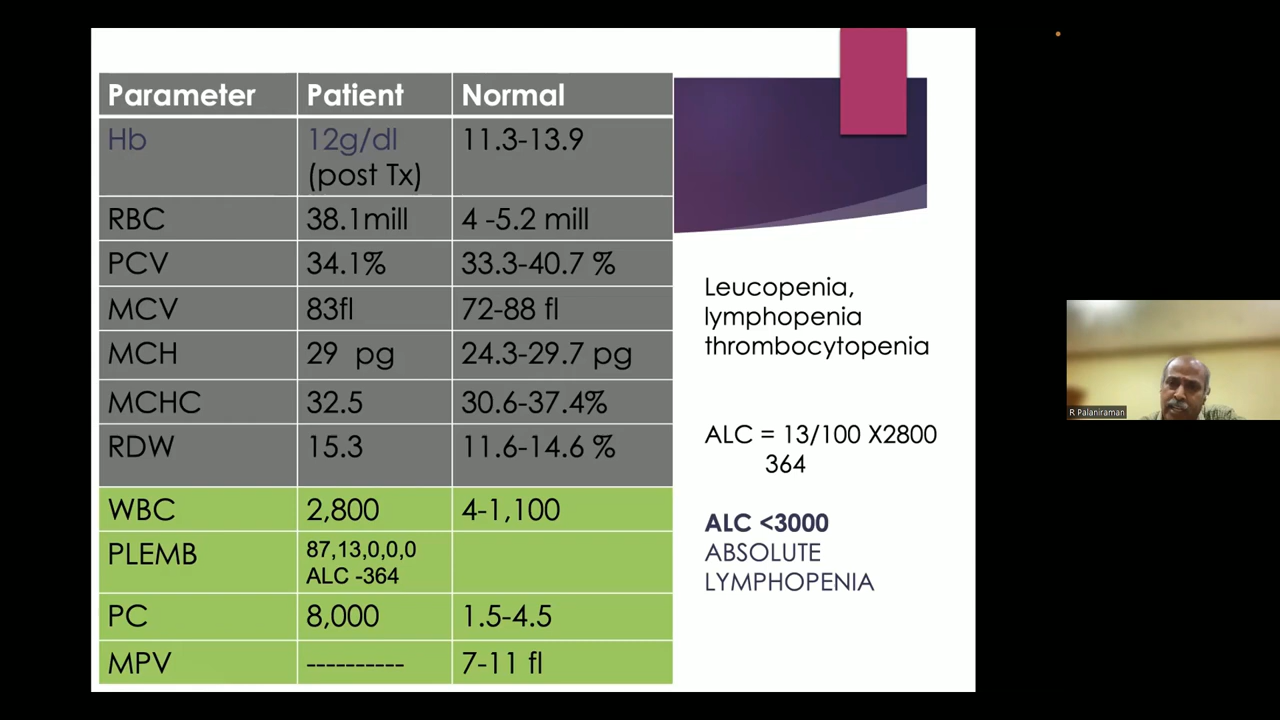 Parameter Patient Normal
Hb 12g/dl 11.3-13.9
(post Tx)
RBC 38.1mill 4 -5.2 mill
PCV 34.1% 33.3-40.7 %
MCV 83fl 72-88 fl
MCH 29 pg 24.3-29.7 pg
MCHC 32.5 30.6-37.4%
RDW 15.3 11.6-14.6 %
WBC 2,800 4-1,100
PLEMB 87,13,0,0,0
ALC -364
PC 8,000 1.5-4.5
MPV ---------- 7-11 fl
Leucopenia,
lymphopenia
thrombocytopenia
ALC = 13/100 X2800
364
ALC <3000
ABSOLUTE
LYMPHOPENIA
R Palaniraman